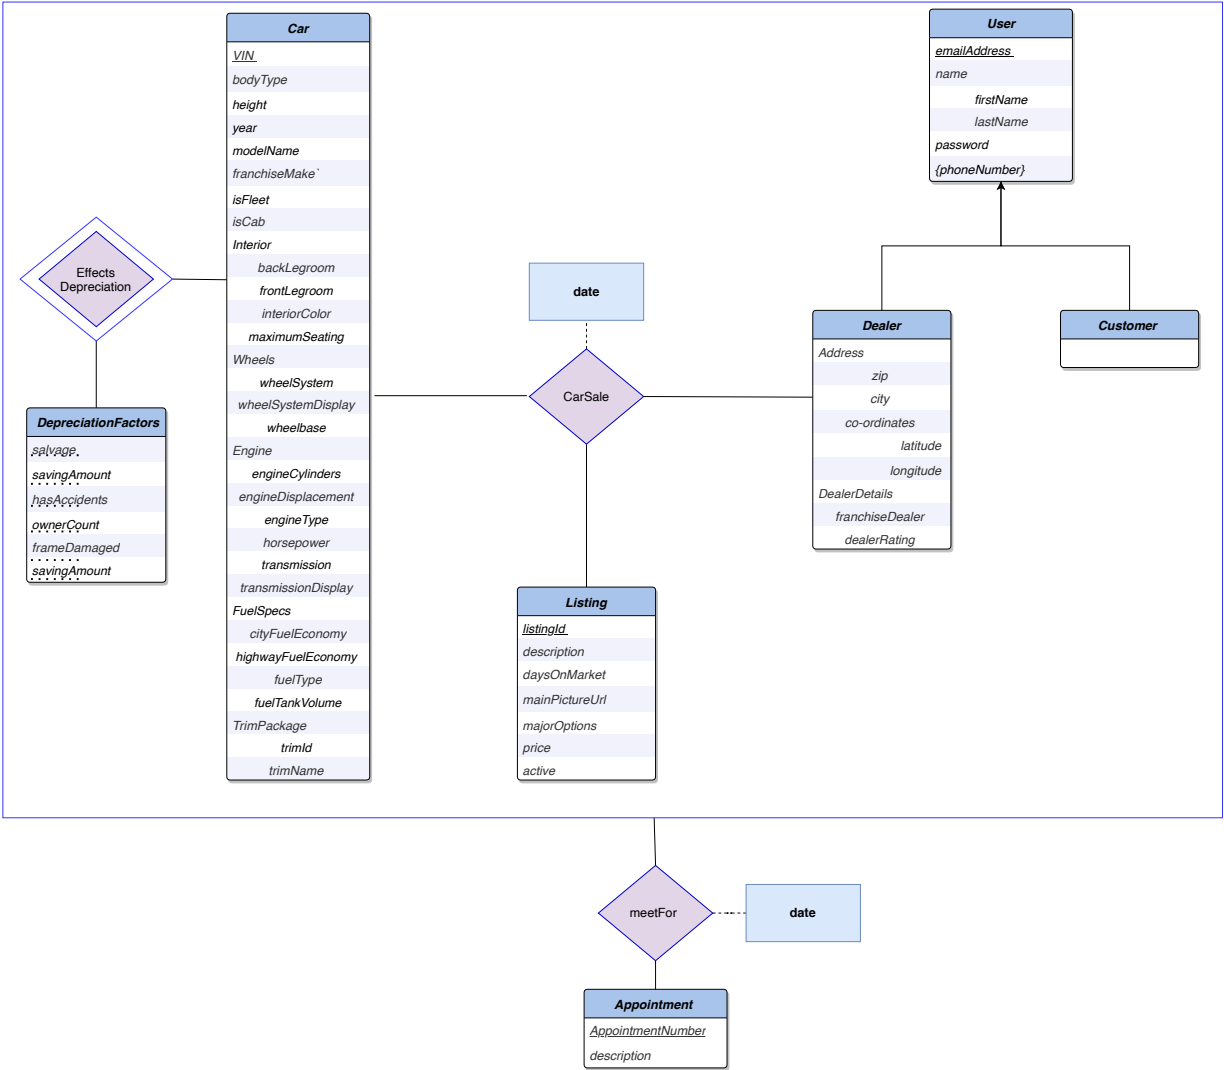 Car
VIN
bodyType
height
year
modelName
franchiseMake`
isFleet
isCab
Interior
backLegroom
frontLegroom
interiorColor
maximumSeating
Wheels
wheelSystem
wheelSystemDisplay
wheelbase
Engine
engineCylinders
engineDisplacement
engineType
horsepower
transmission
transmissionDisplay
FuelSpecs
cityFuelEconomy
highwayFuelEconomy
fuelType
fuelTankVolume
TrimPackage
trimId
trimName
User
emailAddress
name
firstName
lastName
password
{phoneNumber}
Effects
Depreciation
date
CarSale
Dealer
Address
zip
city
co-ordinates
latitude
longitude
DealerDetails
franchiseDealer
dealerRating
Customer
DepreciationFactors
salvage
savingAmount
hasAccidents
ownerCount
frameDamaged
savingAmount
Listing
listingId
description
daysOnMarket
mainPictureUrl
majorOptions
price
active
meetFor
date
Appointment
AppointmentNumber
description